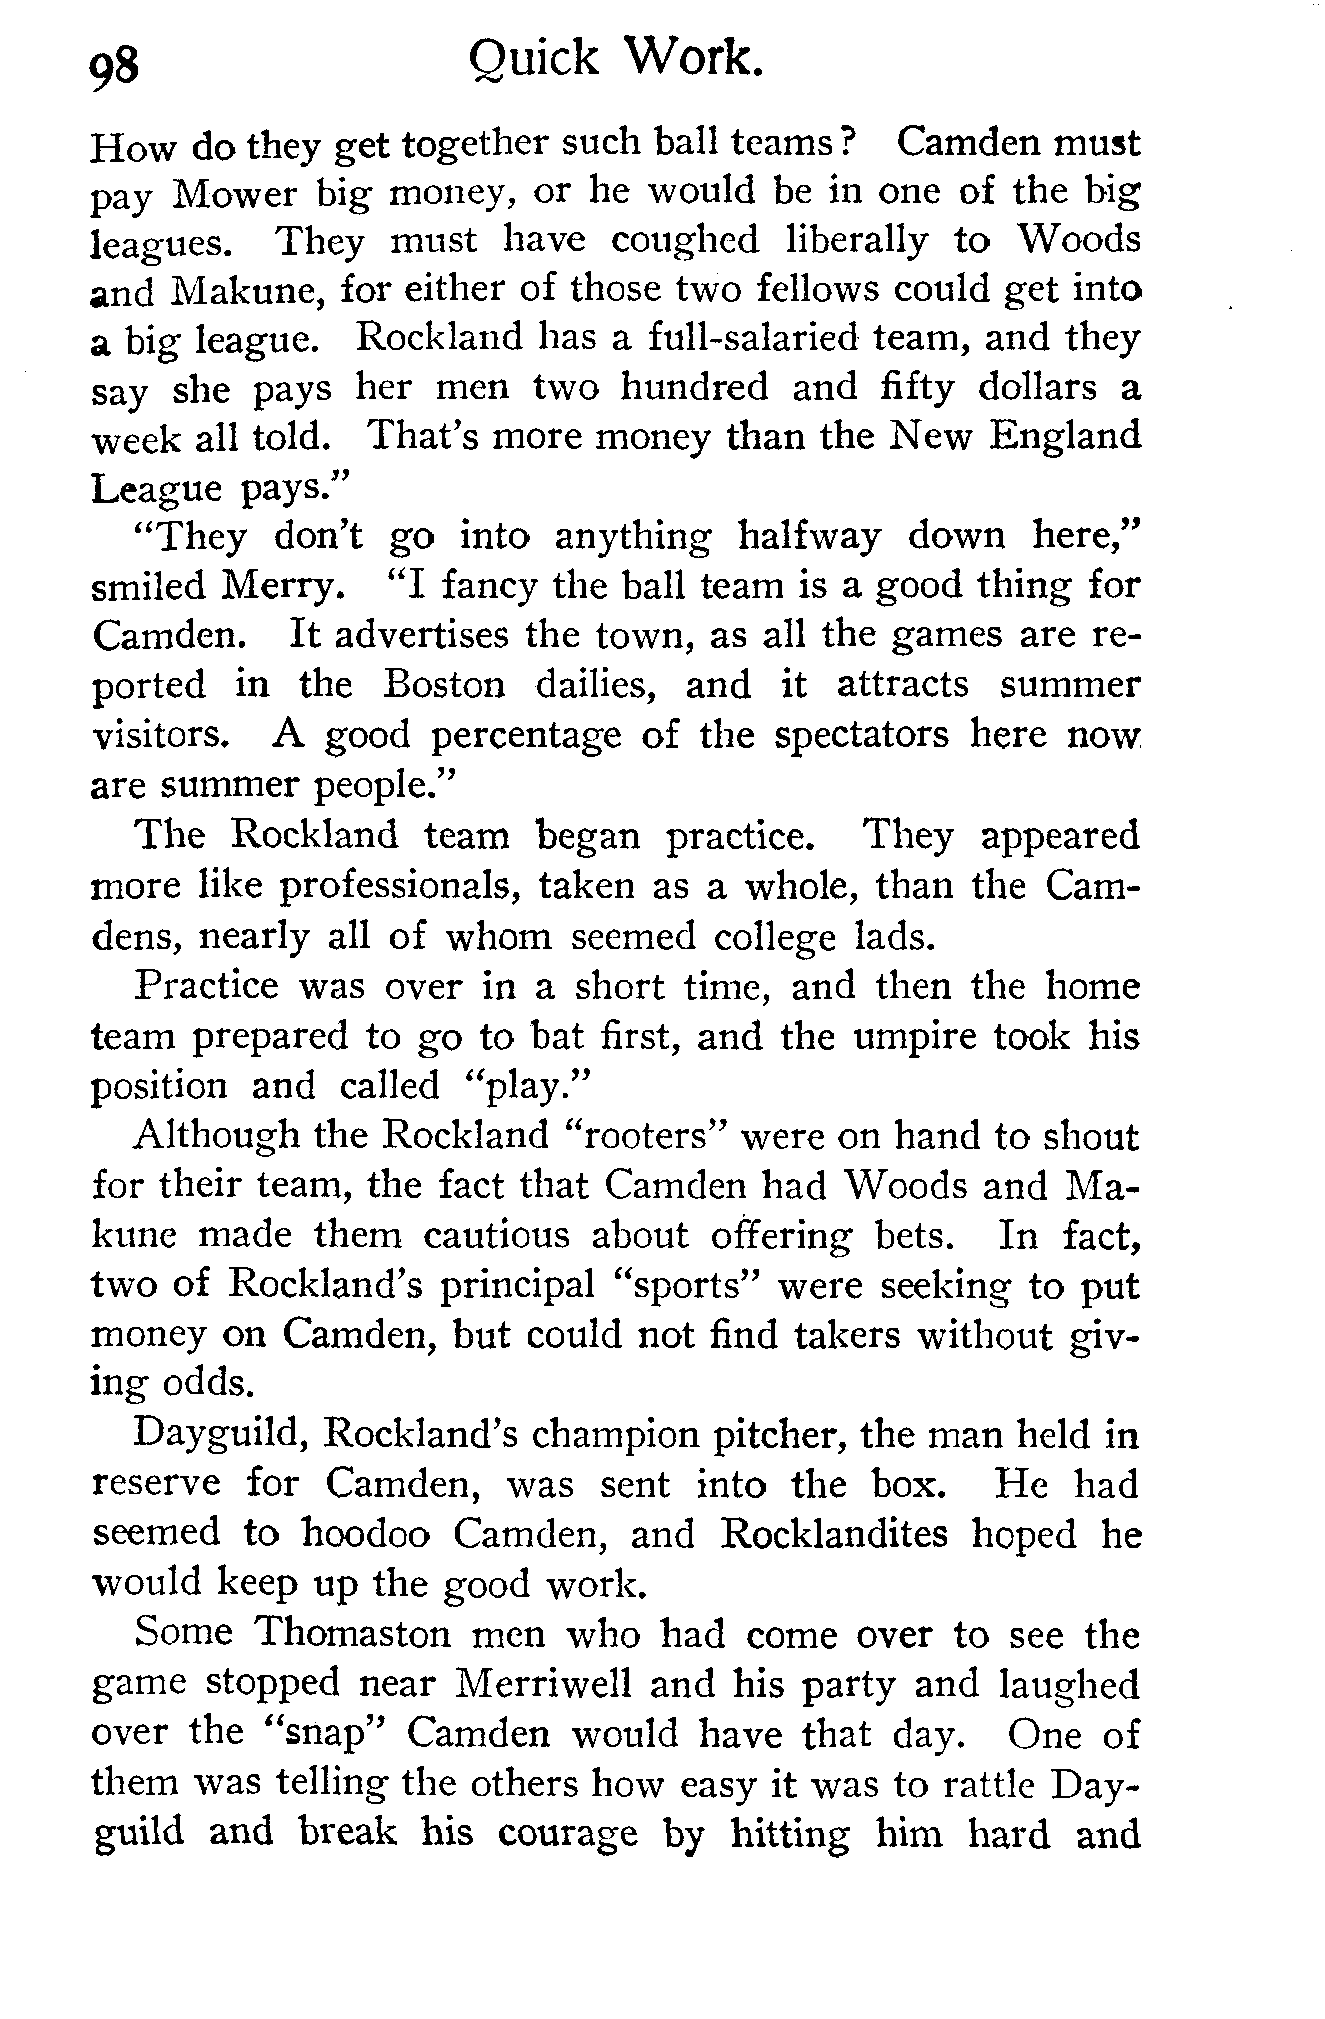 98 Quick Work.
How do they get together such ball teams? Camden must
pay Mower big money, or he would be in one of the big
leagues. They must have coughed liberally to Woods
and Makune, for either of those two fellows could get into
a big league. Rockland has a full-salaried team, and they
say she pays her men two hundred and fifty dollars a
week all told. That's more money than the New England
League pays."
"They don't go into anything halfway down here,"
smiled Merry. "I fancy the ball team is a good thing for
Camden. It advertises the town, as all the games are re-
ported in the Boston dailies, and it attracts summer
visitors. A good percentage of the spectators here now
are summer people."
The Rockland team began practice. They appeared
more like professionals, taken as a whole, than the Cam-
dens, nearly all of whom seemed college lads.
Practice was over in a short time, and then the home
team prepared to go to bat first, and the umpire took his
position and called "play."
Although the Rockland "rooters" were on hand to shout
for their team, the fact that Camden had Woods and Ma-
kune made them cautious about offering bets. In fact,
two of Rockland's principal "sports" were seeking to put
money on Camden, but could not find takers without giv-
ing odds.
Dayguild, Rockland's champion pitcher, the man held in
reserve for Camden, was sent into the box. He had
seemed to hoodoo Camden, and Rocklandites hoped he
would keep up the good work.
Some Thomaston men who had come over to see the
game stopped near Merriwell and his party and laughed
over the "snap" Camden would have that day. One of
them was telling the others how easy it was to rattle Day-
guild and break his courage by hitting him hard and